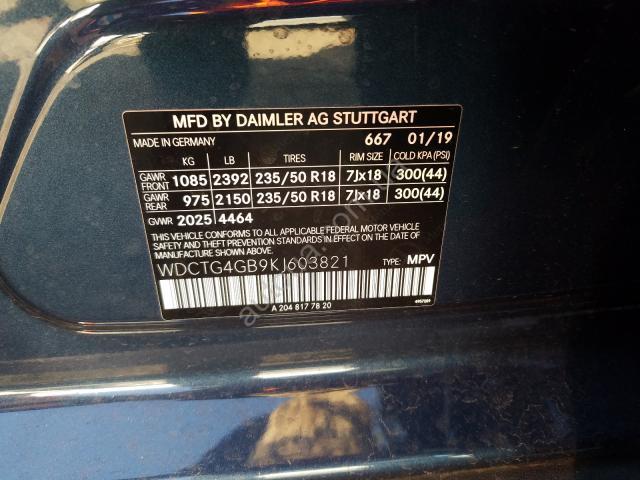 MFD BY DAIMLER AG STUTTGART
MADE IN GERMANY 667 01/19
KG LB TIRES RIM SIZE COLD KPA (PSI)
GAWR FRONT 1085 2392 235/50 R18 7Jx18 300(44)
GAWR REAR 975 2150 235/50 R18 7Jx18 300(44)
GVWR 2025 4464
THIS VEHICLE CONFORMS TO ALL APPLICABLE FEDERAL MOTOR VEHICLE
SAFETY, BUMPER, AND THEFT PREVENTION STANDARDS IN EFFECT ON THE
DATE OF MANUFACTURE SHOWN ABOVE.
WDCTG4GB9KJ603821 TYPE: MPV
A 204 817 78 20